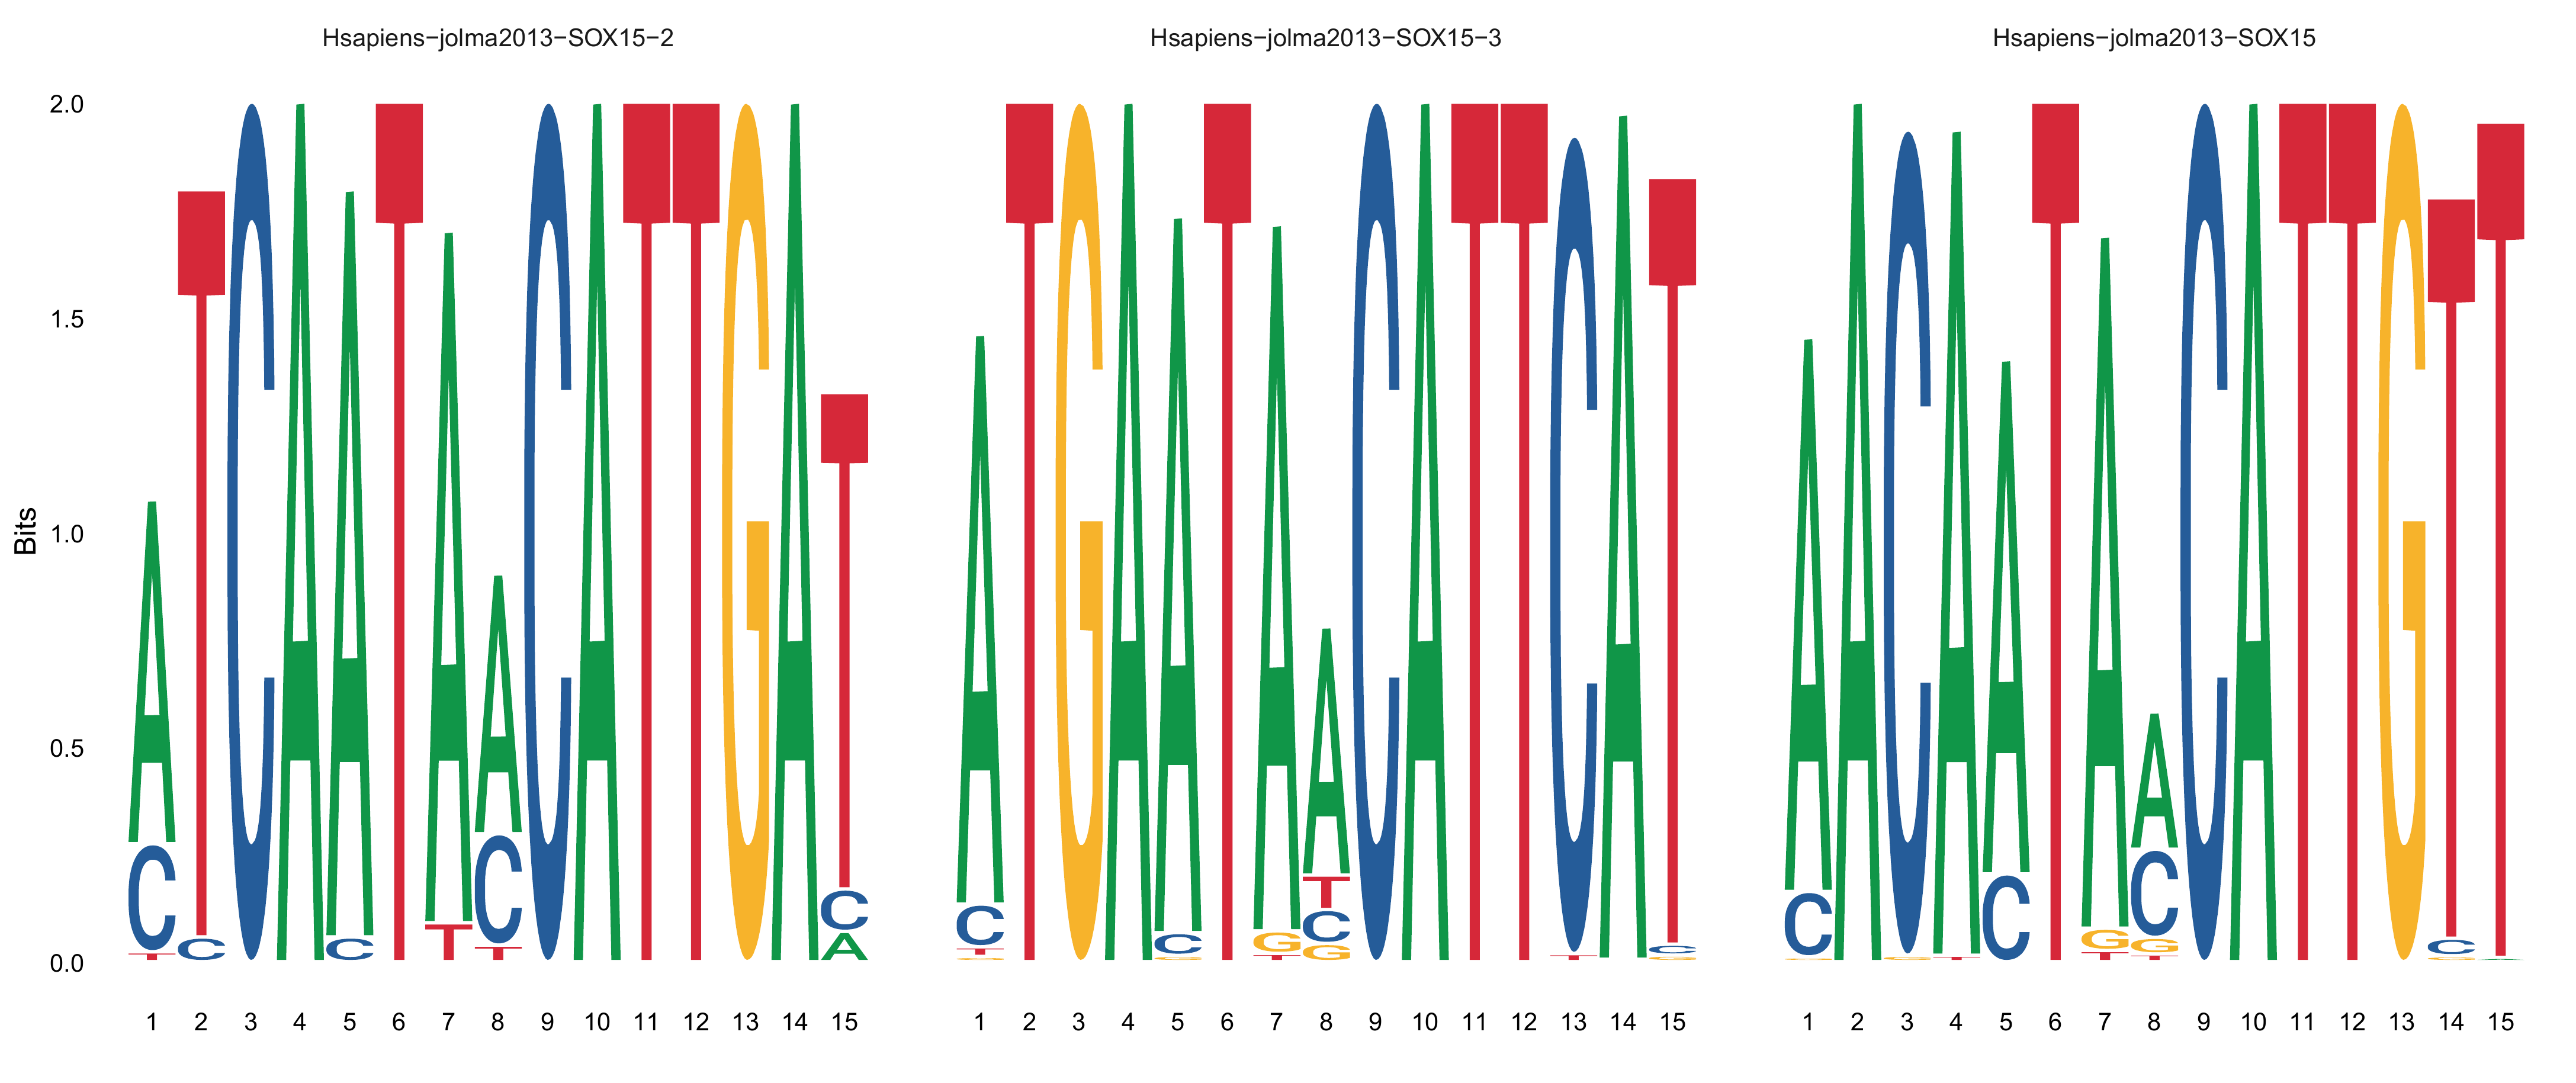 Hsapiens−jolma2013−SOX15−2
Hsapiens−jolma2013−SOX15−3
Hsapiens−jolma2013−SOX15
Bits
2.0
1.5
1.0
0.5
0.0
A T C A A T A A C A T T G A T
C C C T C C
T T A
A T G A A T A A C A T T C A T
C C G T T C
T G T C G
G G
A A C A A T A A C A T T G T T
C G T C G C C
G T G G
T
1 2 3 4 5 6 7 8 9 10 11 12 13 14 15
1 2 3 4 5 6 7 8 9 10 11 12 13 14 15
1 2 3 4 5 6 7 8 9 10 11 12 13 14 15